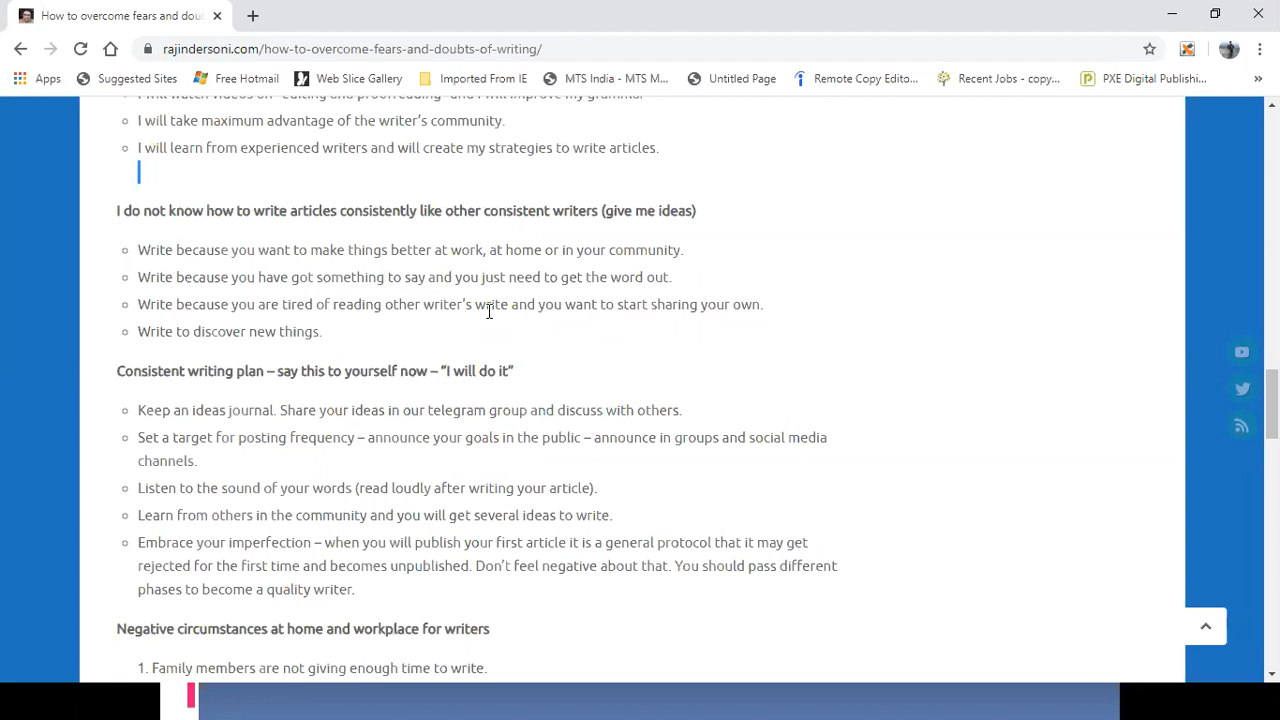 How to overcome fears and dou
rajindersoni.com/how-to-overcome-fears-and-doubts-of-writing/
Apps Suggested Sites Free Hotmail Web Slice Gallery Imported From IE MTS India - MTS M... Untitled Page Remote Copy Edito... Recent Jobs - copy... PXE Digital Publishi... »
I will watch videos on "editing and proofreading" and I will improve my grammar.
I will take maximum advantage of the writer's community.
I will learn from experienced writers and will create my strategies to write articles.
I do not know how to write articles consistently like other consistent writers (give me ideas)
Write because you want to make things better at work, at home or in your community.
Write because you have got something to say and you just need to get the word out.
Write because you are tired of reading other writer's write and you want to start sharing your own.
Write to discover new things.
Consistent writing plan – say this to yourself now – "I will do it"
Keep an ideas journal. Share your ideas in our telegram group and discuss with others.
Set a target for posting frequency – announce your goals in the public – announce in groups and social media
channels.
Listen to the sound of your words (read loudly after writing your article).
Learn from others in the community and you will get several ideas to write.
Embrace your imperfection – when you will publish your first article it is a general protocol that it may get
rejected for the first time and becomes unpublished. Don't feel negative about that. You should pass different
phases to become a quality writer.
Negative circumstances at home and workplace for writers
1. Family members are not giving enough time to write.